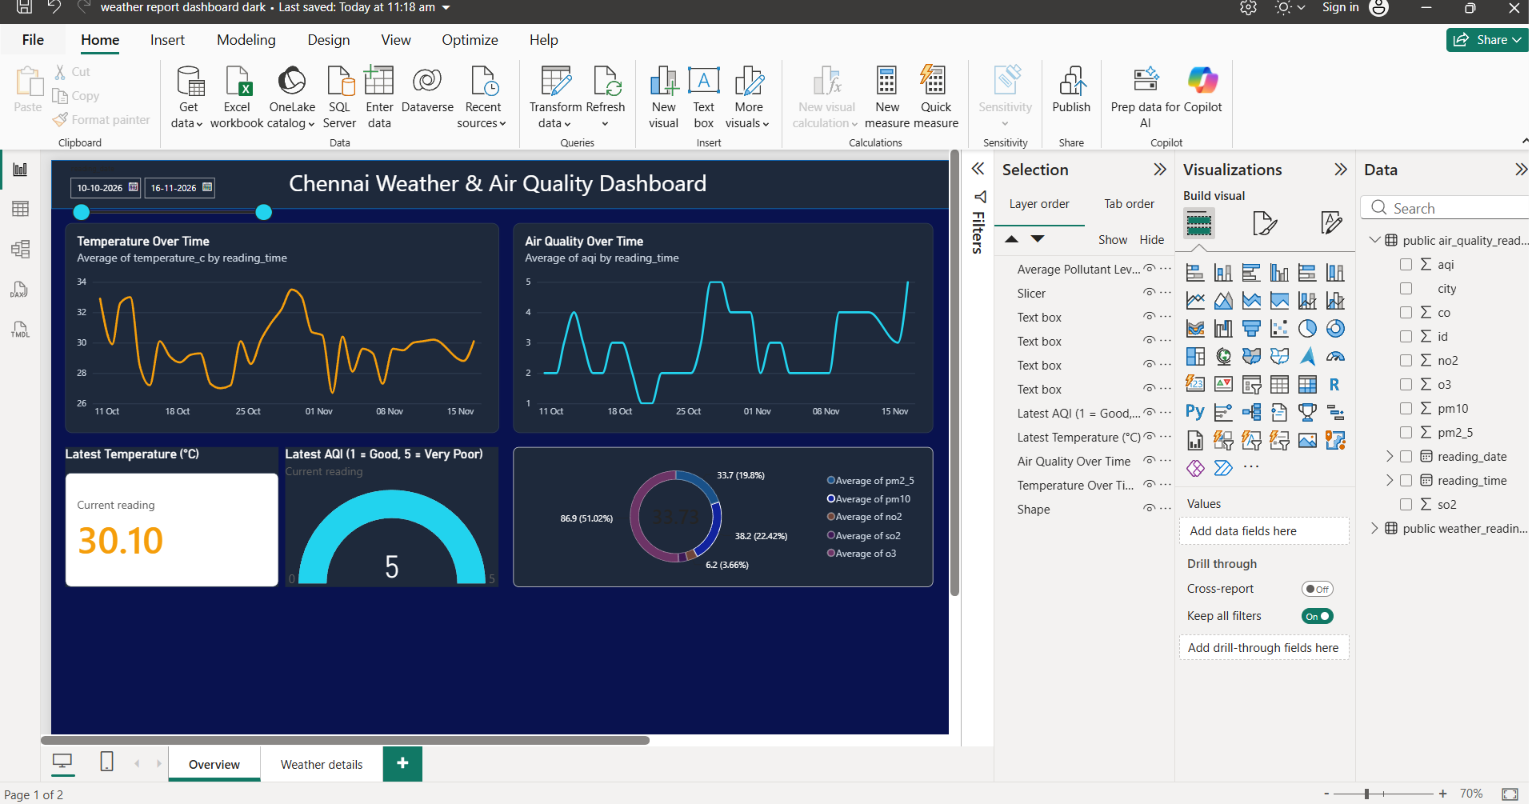 weather report dashboard dark • Last saved: Today at 11:18 am
Sign in
File
Home
Insert
Modeling
Design
View
Optimize
Help
Share
Paste
Cut
Copy
Format painter
Clipboard
Get data
Excel workbook
OneLake catalog
SQL Server
Enter data
Dataverse
Recent sources
Data
Transform data
Refresh
Queries
New visual
Text box
More visuals
Insert
New visual calculation
New measure
Quick measure
Calculations
Sensitivity
Sensitivity
Publish
Share
Prep data for AI
Copilot
Copilot
DAX
TMDL
10-10-2026
16-11-2026
Chennai Weather & Air Quality Dashboard
Temperature Over Time
Average of temperature_c by reading_time
34
32
30
28
26
11 Oct
18 Oct
25 Oct
01 Nov
08 Nov
15 Nov
Air Quality Over Time
Average of aqi by reading_time
5
4
3
2
1
11 Oct
18 Oct
25 Oct
01 Nov
08 Nov
15 Nov
Latest Temperature (°C)
Current reading
30.10
Latest AQI (1 = Good, 5 = Very Poor)
Current reading
5
0
5
33.7 (19.8%)
86.9 (51.02%)
38.2 (22.42%)
6.2 (3.66%)
Average of pm2_5
Average of pm10
Average of no2
Average of so2
Average of o3
Filters
Selection
Layer order
Tab order
Show
Hide
Average Pollutant Lev...
Slicer
Text box
Text box
Text box
Text box
Latest AQI (1 = Good,...
Latest Temperature (°C)
Air Quality Over Time
Temperature Over Ti...
Shape
Visualizations
Build visual
123
R
Py
Values
Add data fields here
Drill through
Cross-report
Off
Keep all filters
On
Add drill-through fields here
Data
Search
public air_quality_read...
aqi
city
co
id
no2
o3
pm10
pm2_5
reading_date
reading_time
so2
public weather_readin...
Overview
Weather details
Page 1 of 2
70%